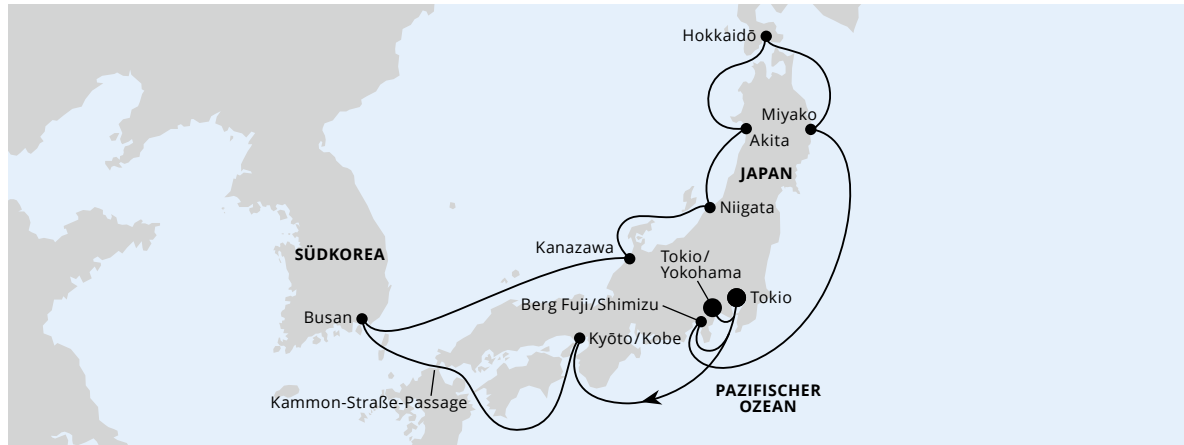 Hokkaidō
Miyako
Akita
JAPAN
Niigata
Kanazawa
SÜDKOREA
Tokio/
Yokohama
Tokio
Berg Fuji/Shimizu
Busan
Kyōto/Kobe
Kammon-Straße-Passage
PAZIFISCHER
OZEAN